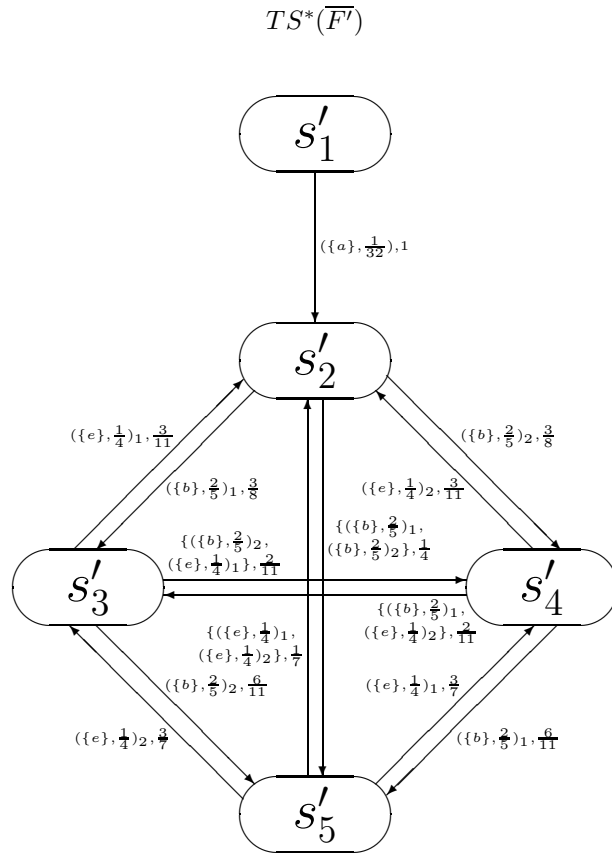 TS*(F̅'̅)
s′₁
({a},1/32),1
s′₂
({e},1/4)₁,3/11
({b},2/5)₂,3/8
({b},2/5)₁,3/8
({e},1/4)₂,3/11
{({b},2/5)₂,
({e},1/4)₁},2/11
{({b},2/5)₁,
({b},2/5)₂},1/4
s′₃
s′₄
{({e},1/4)₁,
({e},1/4)₂},1/7
{({b},2/5)₁,
({e},1/4)₂},2/11
({b},2/5)₂,6/11
({e},1/4)₁,3/7
({e},1/4)₂,3/7
({b},2/5)₁,6/11
s′₅